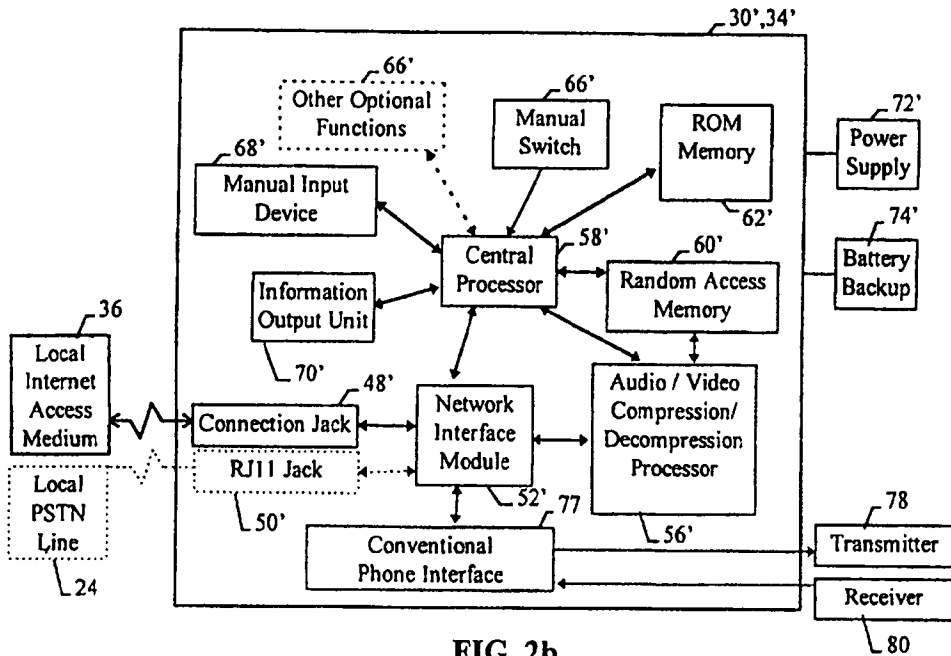 30',34'
66'
Other Optional
Functions
66'
Manual
Switch
ROM
Memory
62'
72'
Power
Supply
68'
Manual Input
Device
58'
Central
Processor
60'
Random Access
Memory
74'
Battery
Backup
Information
Output Unit
70'
36
Local
Internet
Access
Medium
48'
Connection Jack
RJ11 Jack
50'
Network
Interface
Module
52'
Audio / Video
Compression/
Decompression
Processor
56'
Local
PSTN
Line
24
77
Conventional
Phone Interface
78
Transmitter
Receiver
80
FIG. 2b